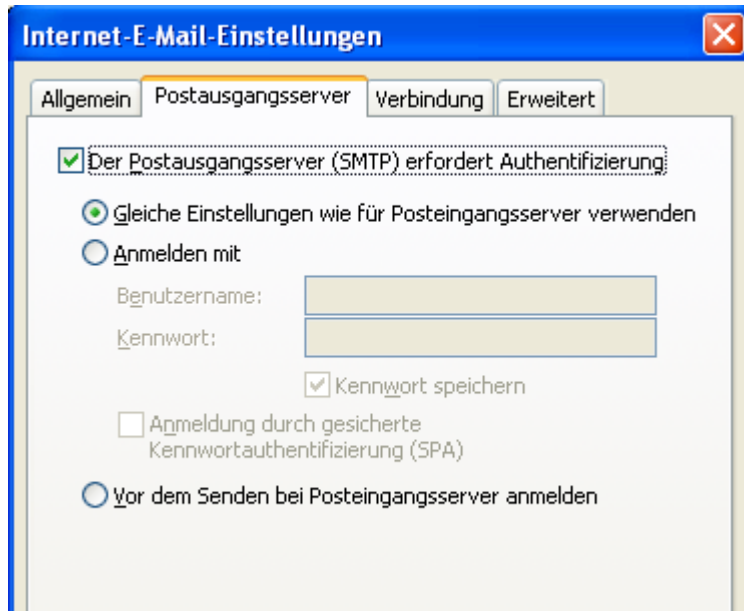 Internet-E-Mail-Einstellungen
Allgemein Postausgangsserver Verbindung Erweitert
Der Postausgangsserver (SMTP) erfordert Authentifizierung
Gleiche Einstellungen wie für Posteingangsserver verwenden
Anmelden mit
Benutzername:
Kennwort:
Kennwort speichern
Anmeldung durch gesicherte
Kennwortauthentifizierung (SPA)
Vor dem Senden bei Posteingangsserver anmelden